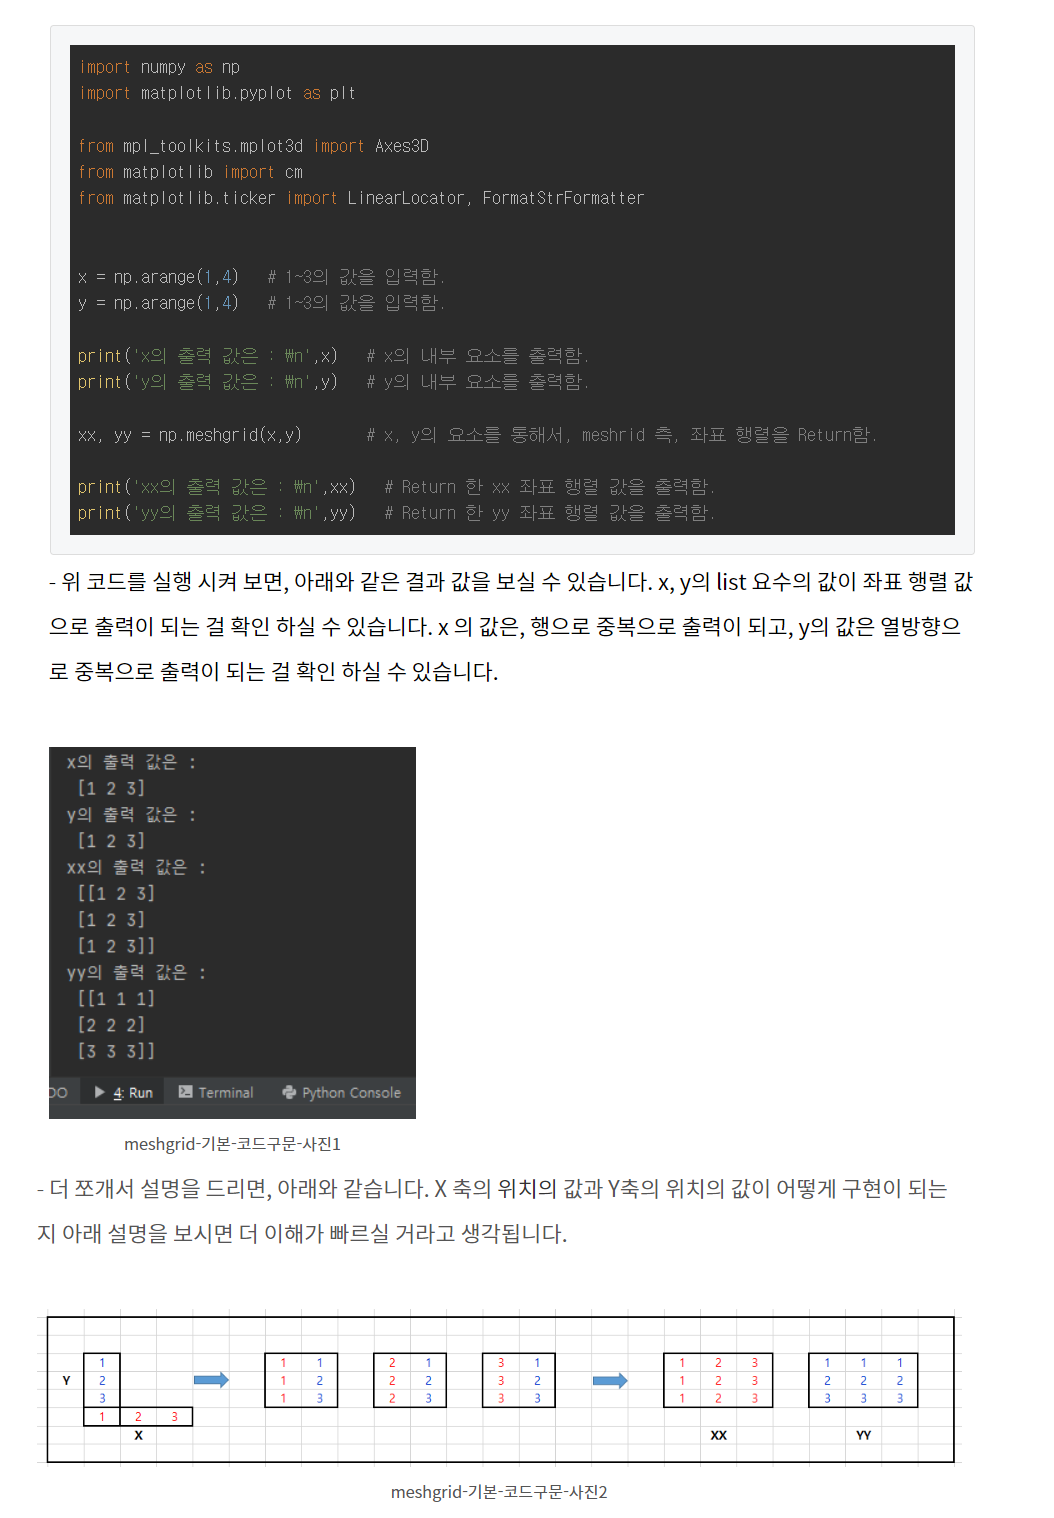 import numpy as np
import matplotlib.pyplot as plt
from mpl_toolkits.mplot3d import Axes3D
from matplotlib import cm
from matplotlib.ticker import LinearLocator, FormatStrFormatter
x = np.arange(1,4)   # 1~3의 값을 입력함.
y = np.arange(1,4)   # 1~3의 값을 입력함.
print('x의 출력 값은 : ₩n',x)   # x의 내부 요소를 출력함.
print('y의 출력 값은 : ₩n',y)   # y의 내부 요소를 출력함.
xx, yy = np.meshgrid(x,y)       # x, y의 요소를 통해서, meshrid 즉, 좌표 행렬을 Return함.
print('xx의 출력 값은 : ₩n',xx)   # Return 한 xx 좌표 행렬 값을 출력함.
print('yy의 출력 값은 : ₩n',yy)   # Return 한 yy 좌표 행렬 값을 출력함.
- 위 코드를 실행 시켜 보면, 아래와 같은 결과 값을 보실 수 있습니다. x, y의 list 요수의 값이 좌표 행렬 값
으로 출력이 되는 걸 확인 하실 수 있습니다. x 의 값은, 행으로 중복으로 출력이 되고, y의 값은 열방향으
로 중복으로 출력이 되는 걸 확인 하실 수 있습니다.
x의 출력 값은 :
[1 2 3]
y의 출력 값은 :
[1 2 3]
xx의 출력 값은 :
[[1 2 3]
[1 2 3]
[1 2 3]]
yy의 출력 값은 :
[[1 1 1]
[2 2 2]
[3 3 3]]
DO 4: Run Terminal Python Console
meshgrid-기본-코드구문-사진1
- 더 쪼개서 설명을 드리면, 아래와 같습니다. X 축의 위치의 값과 Y축의 위치의 값이 어떻게 구현이 되는
지 아래 설명을 보시면 더 이해가 빠르실 거라고 생각됩니다.
1 1 1 2 1 3 1 1 2 3 1 1 1
Y 2 1 2 2 2 3 2 1 2 3 2 2 2
3 1 3 2 3 3 3 1 2 3 3 3 3
1 2 3
X XX YY
meshgrid-기본-코드구문-사진2